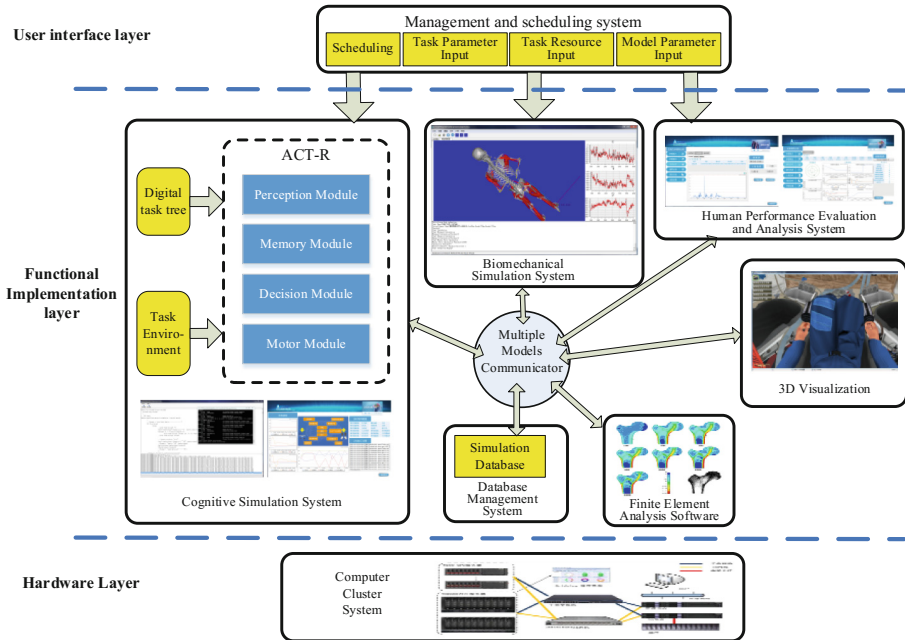 User interface layer
Management and scheduling system
Scheduling
Task Parameter
Input
Task Resource
Input
Model Parameter
Input
Functional
Implementation
layer
Digital
task tree
Task
Enviro-
nment
ACT-R
Perception Module
Memory Module
Decision Module
Motor Module
Cognitive Simulation System
Biomechanical
Simulation System
Human Performance Evaluation
and Analysis System
Multiple
Models
Communicator
3D Visualization
Simulation
Database
Database
Management
System
Finite Element
Analysis Software
Hardware Layer
Computer
Cluster
System